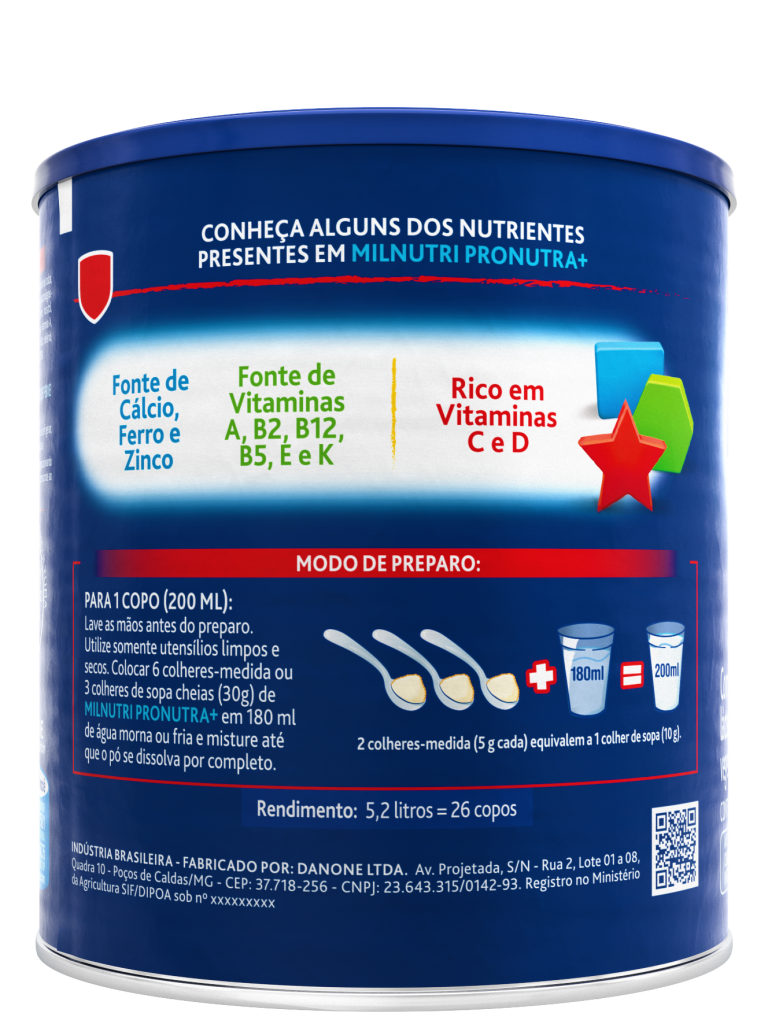 CONHEÇA ALGUNS DOS NUTRIENTES
PRESENTES EM MILNUTRI PRONUTRA+
Fonte de
Cálcio,
Ferro e
Zinco
Fonte de
Vitaminas
A, B2, B12,
B5, E e K
Rico em
Vitaminas
C e D
MODO DE PREPARO:
PARA 1 COPO (200 ML):
Lave as mãos antes do preparo.
Utilize somente utensílios limpos e
secos. Colocar 6 colheres-medida ou
3 colheres de sopa cheias (30g) de
MILNUTRI PRONUTRA+ em 180 ml
de água morna ou fria e misture até
que o pó se dissolva por completo.
180ml
200ml
2 colheres-medida (5 g cada) equivalem a 1 colher de sopa (10 g).
Rendimento: 5,2 litros = 26 copos
INDÚSTRIA BRASILEIRA - FABRICADO POR: DANONE LTDA. Av. Projetada, S/N - Rua 2, Lote 01 a 08,
Quadra 10 - Poços de Caldas/MG - CEP: 37.718-256 - CNPJ: 23.643.315/0142-93. Registro no Ministério
da Agricultura SIF/DIPOA sob nº xxxxxxxxx